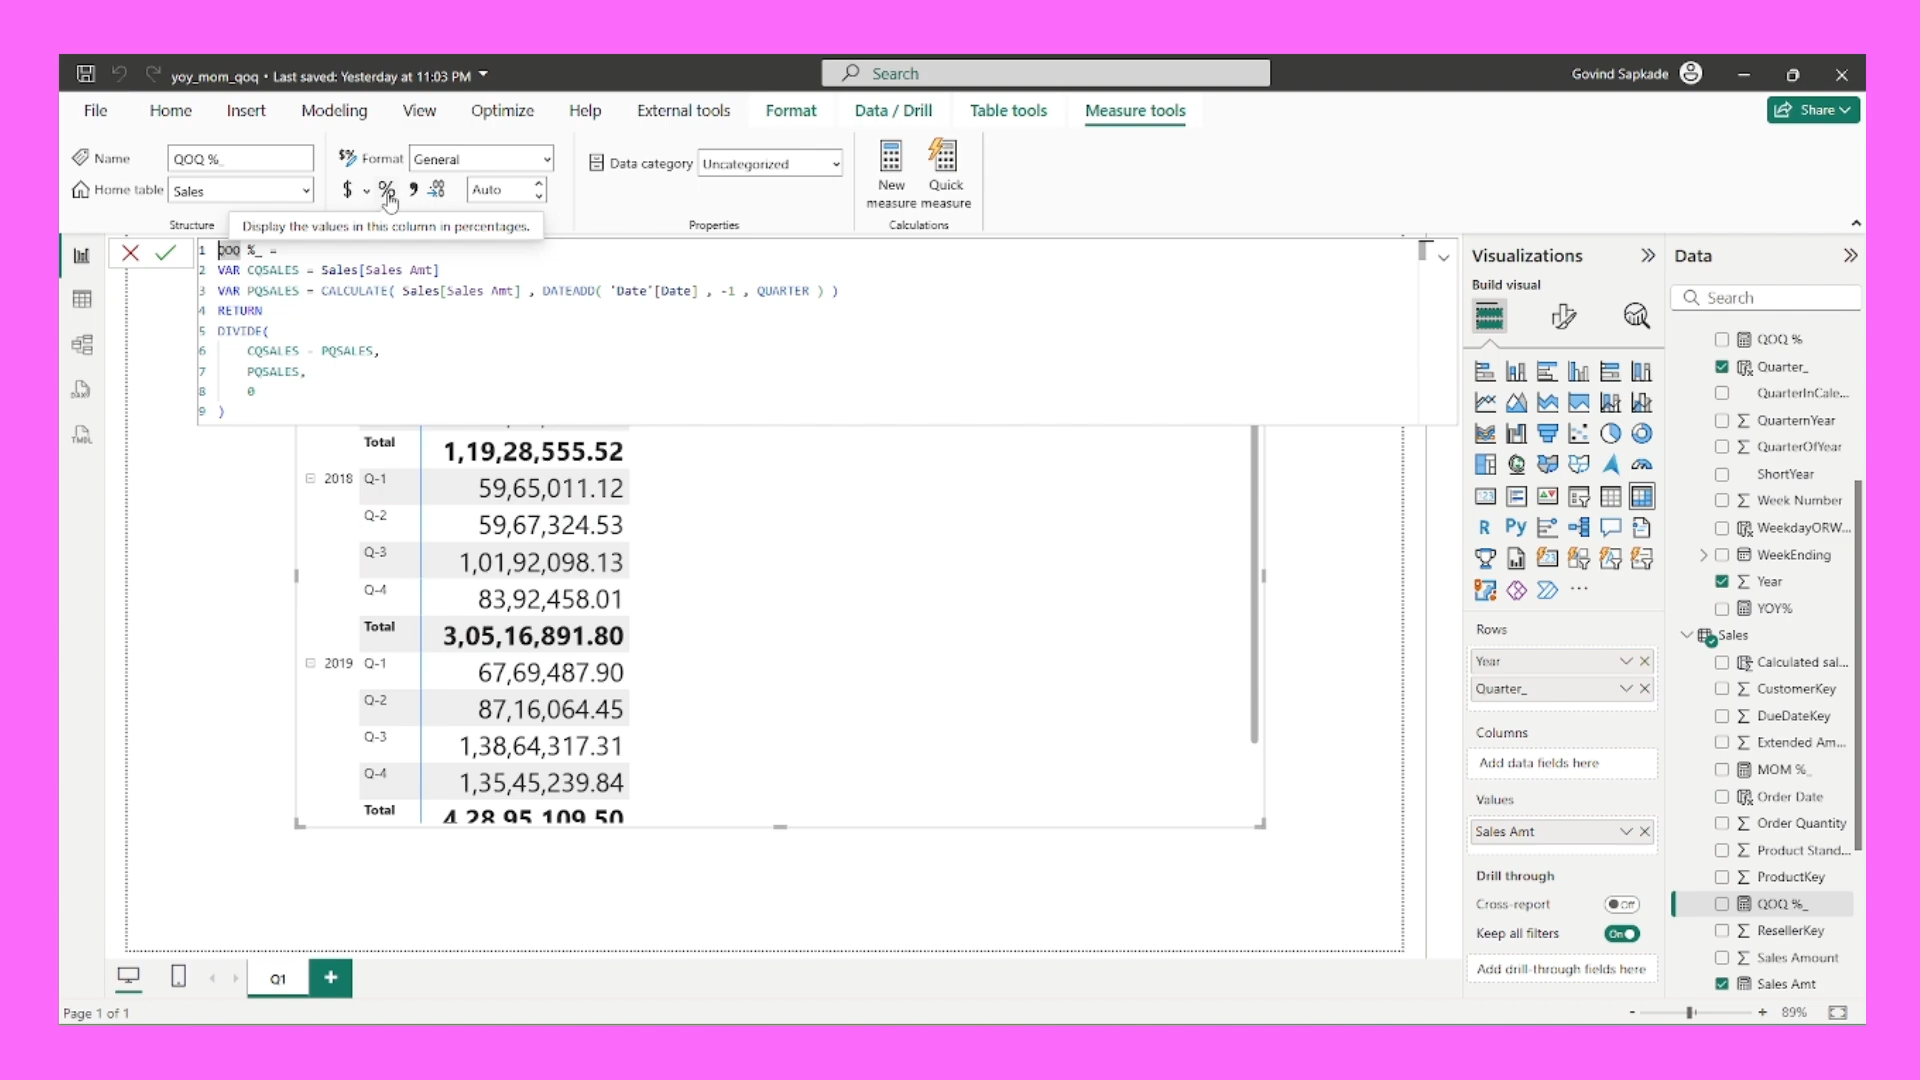 yoy_mom_qoq • Last saved: Yesterday at 11:03 PM
Search
Govind Sapkade
File Home Insert Modeling View Optimize Help External tools Format Data / Drill Table tools Measure tools
Share
Name QOQ %_
Format General
Data category Uncategorized
Home table Sales
$ % Auto
New measure
Quick measure
Structure
Display the values in this column in percentages.
Properties
Calculations
1 QOQ %_ =
2 VAR CQSALES = Sales[Sales Amt]
3 VAR PQSALES = CALCULATE( Sales[Sales Amt] , DATEADD( 'Date'[Date] , -1 , QUARTER ) )
4 RETURN
5 DIVIDE(
6 CQSALES - PQSALES,
7 PQSALES,
8 0
9 )
Total 1,19,28,555.52
2018 Q-1 59,65,011.12
Q-2 59,67,324.53
Q-3 1,01,92,098.13
Q-4 83,92,458.01
Total 3,05,16,891.80
2019 Q-1 67,69,487.90
Q-2 87,16,064.45
Q-3 1,38,64,317.31
Q-4 1,35,45,239.84
Total 4,28,95,109.50
Visualizations
Build visual
R Py
Rows
Year
Quarter_
Columns
Add data fields here
Values
Sales Amt
Drill through
Cross-report Off
Keep all filters On
Add drill-through fields here
Data
Search
QOQ %
Quarter_
QuarterInCale...
QuarternYear
QuarterOfYear
ShortYear
Week Number
WeekdayORW...
WeekEnding
Year
YOY%
Sales
Calculated sal...
CustomerKey
DueDateKey
Extended Am...
MOM %_
Order Date
Order Quantity
Product Stand...
ProductKey
QOQ %_
ResellerKey
Sales Amount
Sales Amt
Q1
Page 1 of 1
- + 89%